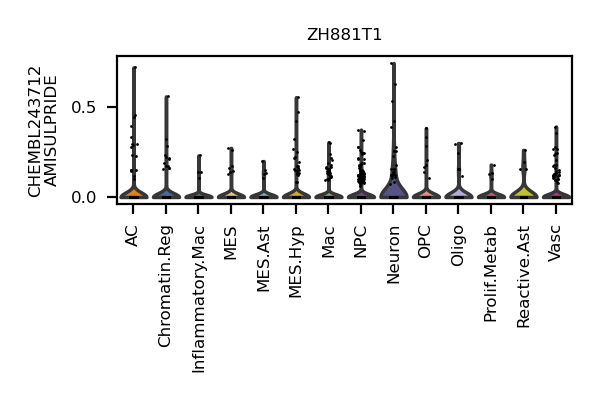 ZH881T1
CHEMBL243712
AMISULPRIDE
0.5
0.0
AC
Chromatin.Reg
Inflammatory.Mac
MES
MES.Ast
MES.Hyp
Mac
NPC
Neuron
OPC
Oligo
Prolif.Metab
Reactive.Ast
Vasc